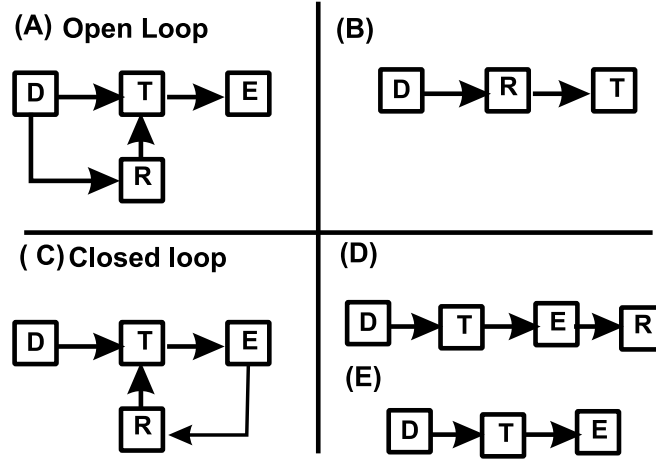 (A) Open Loop
D T E
R
(B)
D R T
( C) Closed loop
D T E
R
(D)
D T E R
(E)
D T E